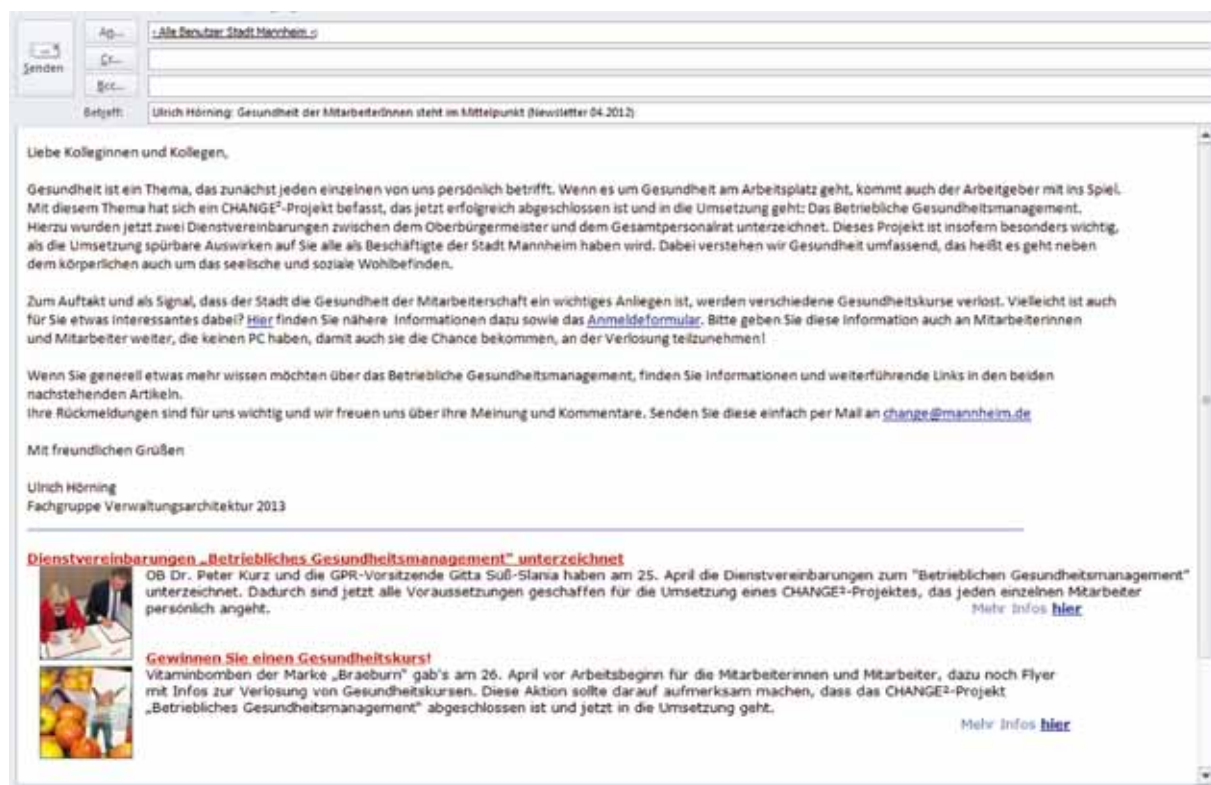 An...
- Alle Benutzer Stadt Mannheim -;
Senden
Cc...
Bcc...
Betreff:
Ulrich Hörning: Gesundheit der MitarbeiterInnen steht im Mittelpunkt (Newsletter 04.2012)
Liebe Kolleginnen und Kollegen,
Gesundheit ist ein Thema, das zunächst jeden einzelnen von uns persönlich betrifft. Wenn es um Gesundheit am Arbeitsplatz geht, kommt auch der Arbeitgeber mit ins Spiel.
Mit diesem Thema hat sich ein CHANGE²-Projekt befasst, das jetzt erfolgreich abgeschlossen ist und in die Umsetzung geht: Das Betriebliche Gesundheitsmanagement.
Hierzu wurden jetzt zwei Dienstvereinbarungen zwischen dem Oberbürgermeister und dem Gesamtpersonalrat unterzeichnet. Dieses Projekt ist insofern besonders wichtig,
als die Umsetzung spürbare Auswirken auf Sie alle als Beschäftigte der Stadt Mannheim haben wird. Dabei verstehen wir Gesundheit umfassend, das heißt es geht neben
dem körperlichen auch um das seelische und soziale Wohlbefinden.
Zum Auftakt und als Signal, dass der Stadt die Gesundheit der Mitarbeiterschaft ein wichtiges Anliegen ist, werden verschiedene Gesundheitskurse verlost. Vielleicht ist auch
für Sie etwas Interessantes dabei? Hier finden Sie nähere Informationen dazu sowie das Anmeldeformular. Bitte geben Sie diese Information auch an Mitarbeiterinnen
und Mitarbeiter weiter, die keinen PC haben, damit auch sie die Chance bekommen, an der Verlosung teilzunehmen!
Wenn Sie generell etwas mehr wissen möchten über das Betriebliche Gesundheitsmanagement, finden Sie Informationen und weiterführende Links in den beiden
nachstehenden Artikeln.
Ihre Rückmeldungen sind für uns wichtig und wir freuen uns über Ihre Meinung und Kommentare. Senden Sie diese einfach per Mail an change@mannheim.de
Mit freundlichen Grüßen
Ulrich Hörning
Fachgruppe Verwaltungsarchitektur 2013
Dienstvereinbarungen „Betriebliches Gesundheitsmanagement" unterzeichnet
OB Dr. Peter Kurz und die GPR-Vorsitzende Gitta Süß-Slania haben am 25. April die Dienstvereinbarungen zum "Betrieblichen Gesundheitsmanagement"
unterzeichnet. Dadurch sind jetzt alle Voraussetzungen geschaffen für die Umsetzung eines CHANGE²-Projektes, das jeden einzelnen Mitarbeiter
persönlich angeht. Mehr Infos hier
Gewinnen Sie einen Gesundheitskurs!
Vitaminbomben der Marke „Braeburn" gab's am 26. April vor Arbeitsbeginn für die Mitarbeiterinnen und Mitarbeiter, dazu noch Flyer
mit Infos zur Verlosung von Gesundheitskursen. Diese Aktion sollte darauf aufmerksam machen, dass das CHANGE²-Projekt
„Betriebliches Gesundheitsmanagement" abgeschlossen ist und jetzt in die Umsetzung geht.
Mehr Infos hier